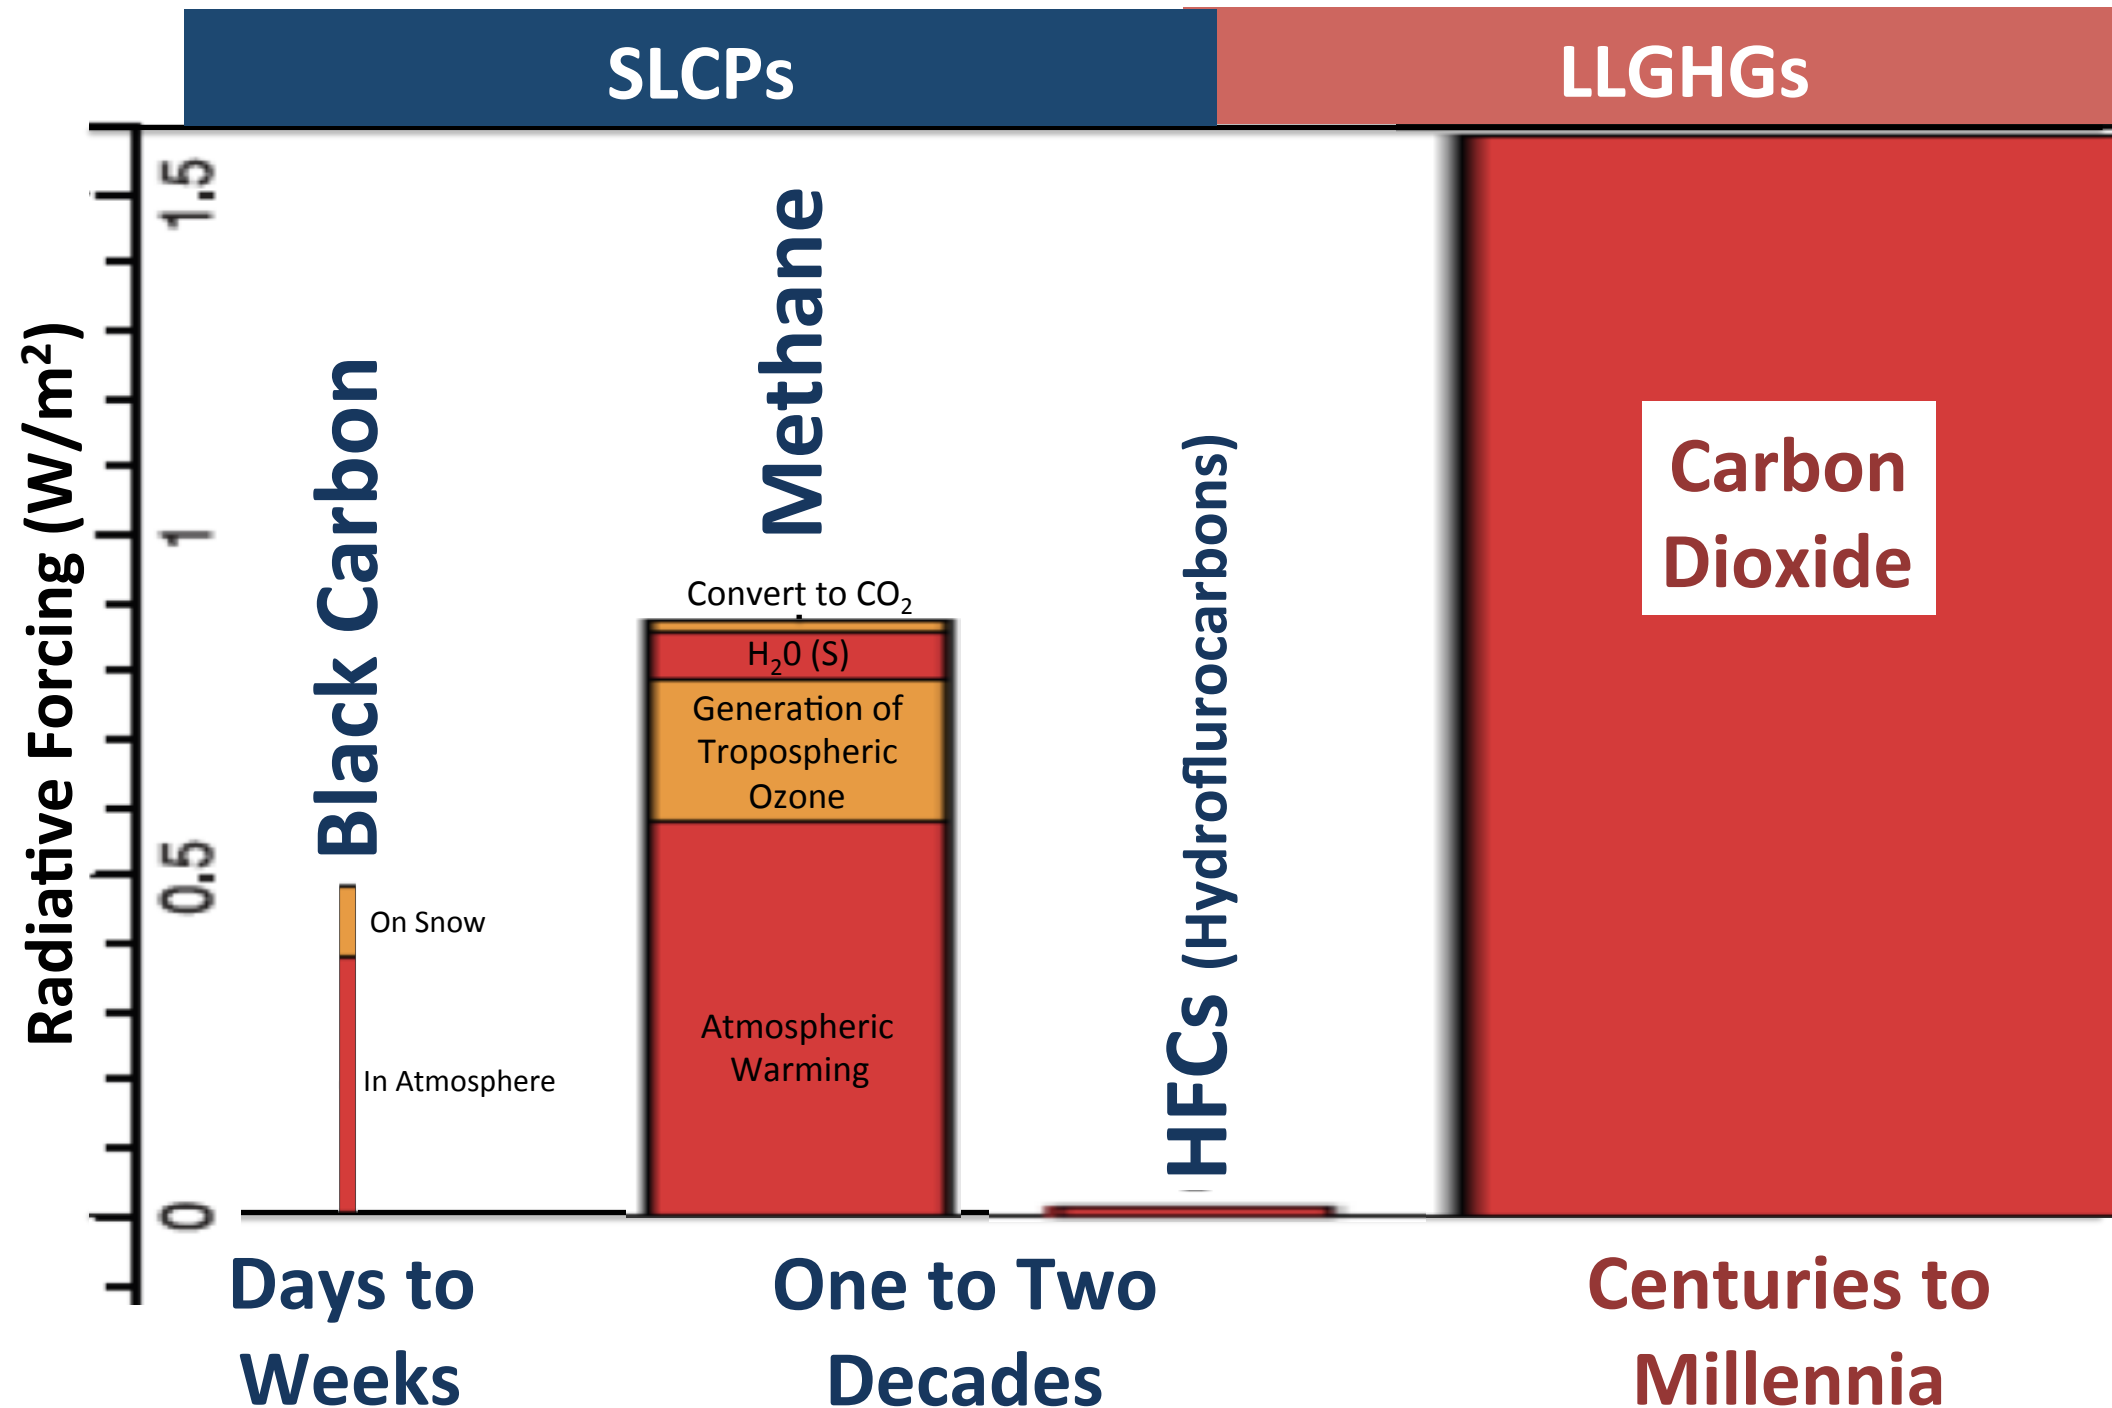 SLCPs
LLGHGs
Radiative Forcing (W/m²)
1.5
1
0.5
0
Black Carbon
On Snow
In Atmosphere
Methane
Convert to CO₂
H₂0 (S)
Generation of
Tropospheric
Ozone
Atmospheric
Warming
HFCs (Hydroflurocarbons)
Carbon
Dioxide
Days to
Weeks
One to Two
Decades
Centuries to
Millennia